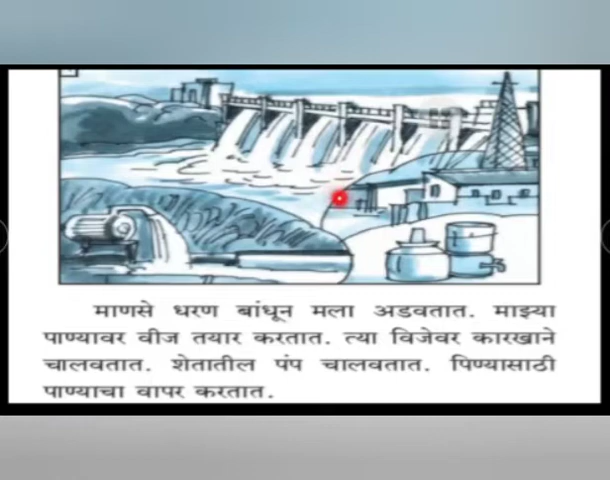 माणसे धरण बांधून मला अडवतात. माझ्या
पाण्यावर वीज तयार करतात. त्या विजेवर कारखाने
चालवतात. शेतातील पंप चालवतात. पिण्यासाठी
पाण्याचा वापर करतात.